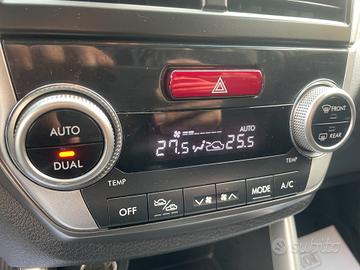 AUTO
DUAL
TEMP
27.5
AUTO
25.5
FRONT
REAR
TEMP
OFF
MODE
A/C
subito